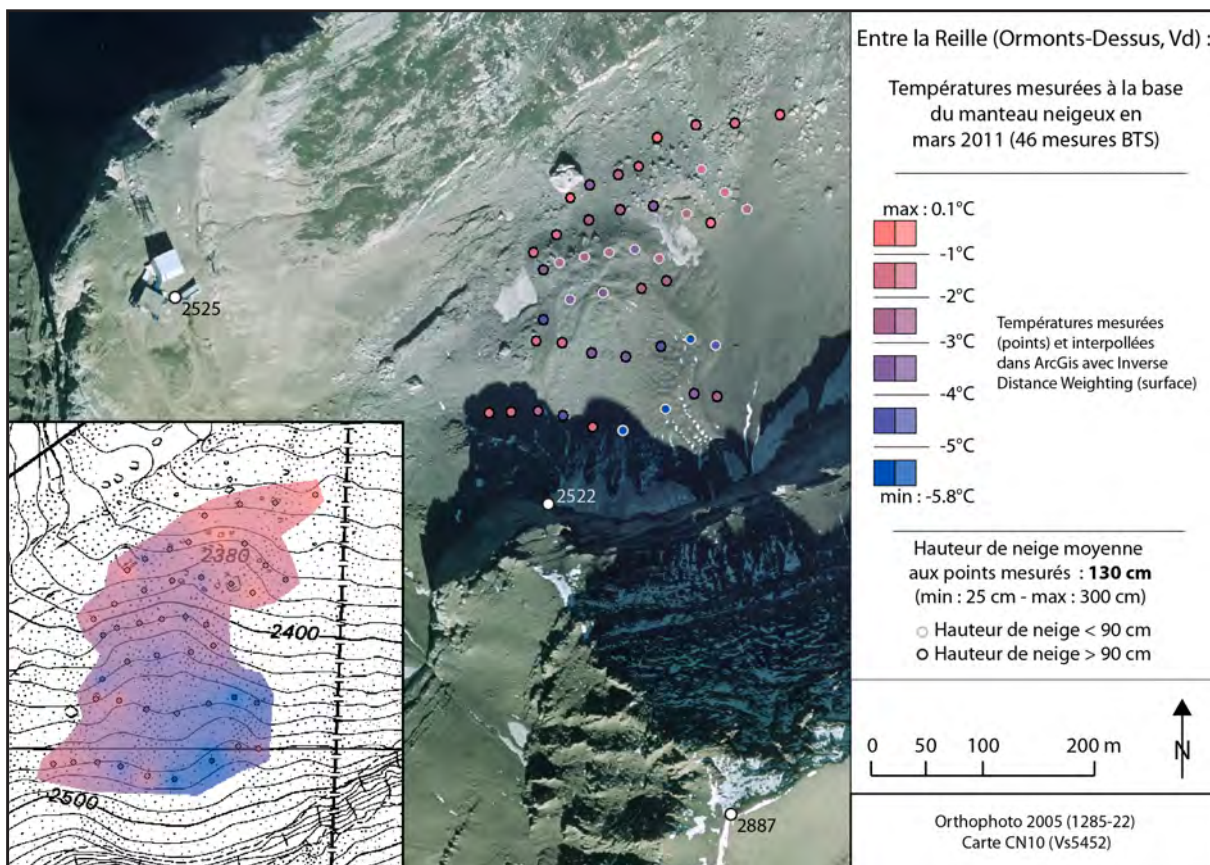 Entre la Reille (Ormonts-Dessus, Vd) :
Températures mesurées à la base
du manteau neigeux en
mars 2011 (46 mesures BTS)
max : 0.1°C
-1°C
-2°C
-3°C
-4°C
-5°C
min : -5.8°C
Températures mesurées
(points) et interpollées
dans ArcGis avec Inverse
Distance Weighting (surface)
Hauteur de neige moyenne
aux points mesurés : 130 cm
(min : 25 cm - max : 300 cm)
Hauteur de neige < 90 cm
Hauteur de neige > 90 cm
0 50 100 200 m
N
Orthophoto 2005 (1285-22)
Carte CN10 (Vs5452)
2525
2522
2887
2380
2400
2500